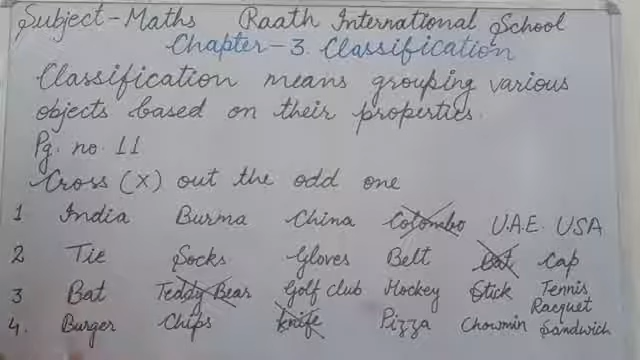 Subject-Maths Raath International School
Chapter-3. Classification
Classification means grouping various
objects based on their properties.
Pg. no. 11
Cross (X) out the odd one
1 India Burma China Colombo U.A.E. USA
2 Tie Socks Gloves Belt Cap
3 Bat Teddy Bear Golf club Hockey Stick Tennis Racquet
4. Burger Chips Knife Pizza Chowmin Sandwich